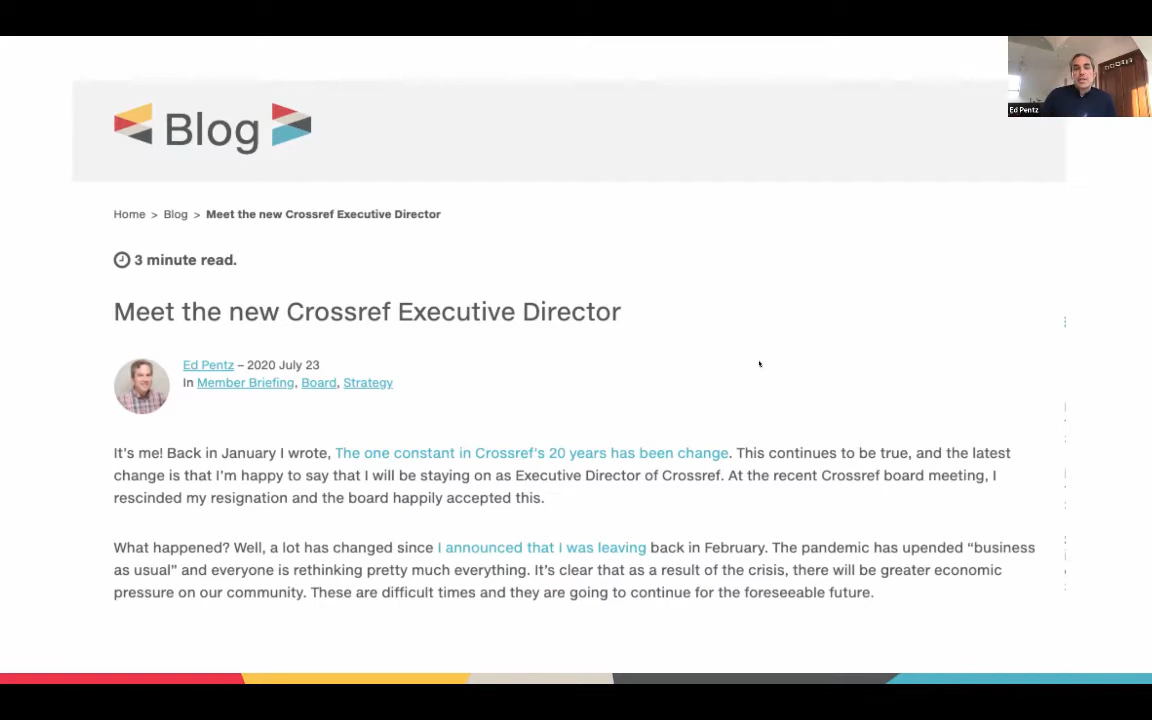 Blog
Ed Pentz
Home > Blog > Meet the new Crossref Executive Director
3 minute read.
Meet the new Crossref Executive Director
Ed Pentz – 2020 July 23
In Member Briefing, Board, Strategy
It's me! Back in January I wrote, The one constant in Crossref's 20 years has been change. This continues to be true, and the latest
change is that I'm happy to say that I will be staying on as Executive Director of Crossref. At the recent Crossref board meeting, I
rescinded my resignation and the board happily accepted this.
What happened? Well, a lot has changed since I announced that I was leaving back in February. The pandemic has upended “business
as usual” and everyone is rethinking pretty much everything. It's clear that as a result of the crisis, there will be greater economic
pressure on our community. These are difficult times and they are going to continue for the foreseeable future.